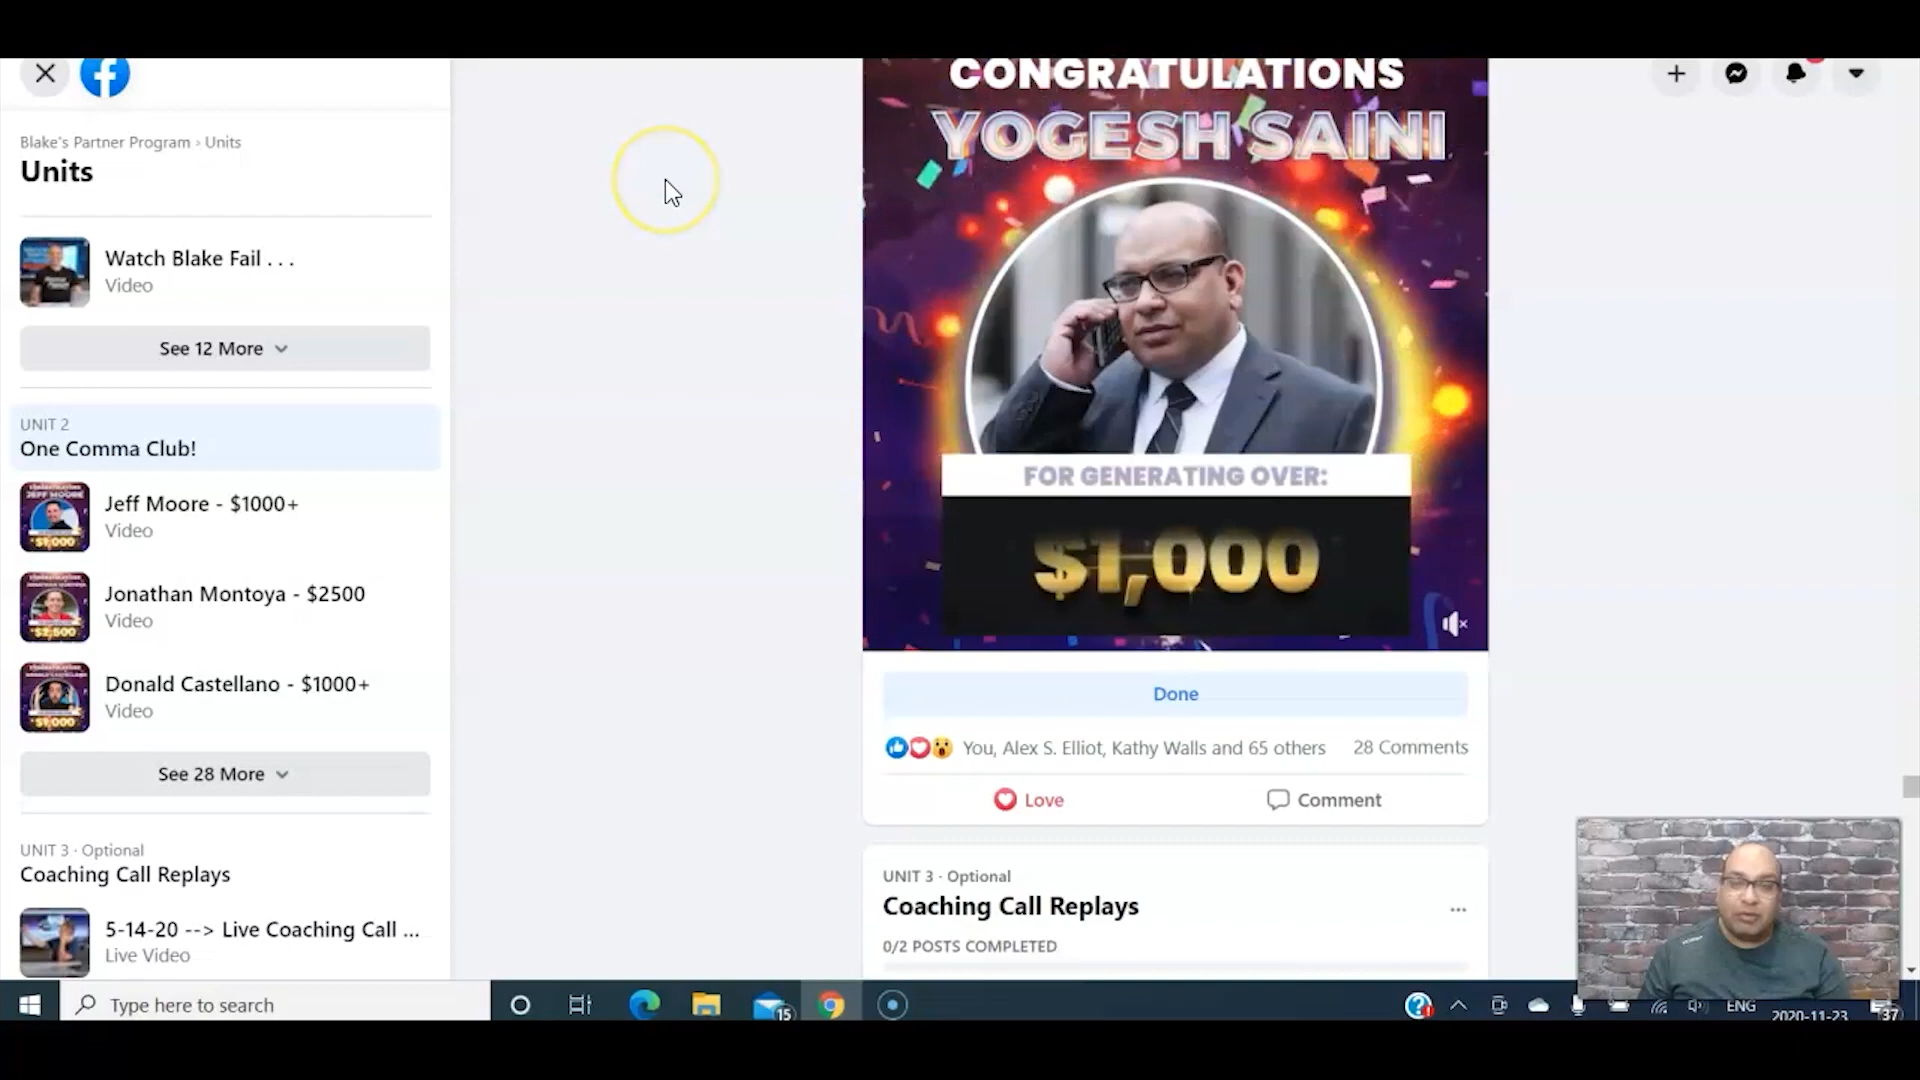 Blake's Partner Program › Units
Units
Watch Blake Fail . . .
Video
See 12 More
UNIT 2
One Comma Club!
Jeff Moore - $1000+
Video
Jonathan Montoya - $2500
Video
Donald Castellano - $1000+
Video
See 28 More
UNIT 3 · Optional
Coaching Call Replays
5-14-20 --> Live Coaching Call ...
Live Video
CONGRATULATIONS
YOGESH SAINI
FOR GENERATING OVER:
$1,000
Done
You, Alex S. Elliot, Kathy Walls and 65 others 28 Comments
Love Comment
UNIT 3 · Optional
Coaching Call Replays
0/2 POSTS COMPLETED
Type here to search
15
ENG
2020-11-23
37